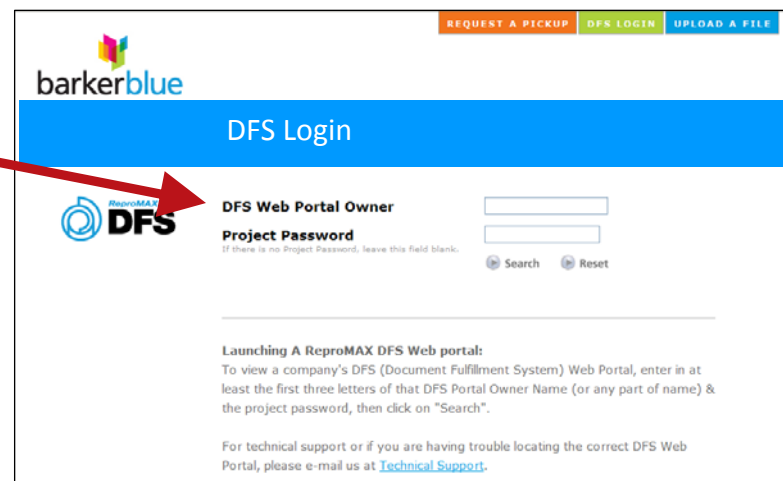 REQUEST A PICKUP DFS LOGIN UPLOAD A FILE
barkerblue
DFS Login
ReproMAX
DFS
DFS Web Portal Owner
Project Password
If there is no Project Password, leave this field blank.
Search Reset
Launching A ReproMAX DFS Web portal:
To view a company's DFS (Document Fulfillment System) Web Portal, enter in at
least the first three letters of that DFS Portal Owner Name (or any part of name) &
the project password, then click on "Search".
For technical support or if you are having trouble locating the correct DFS Web
Portal, please e-mail us at Technical Support.